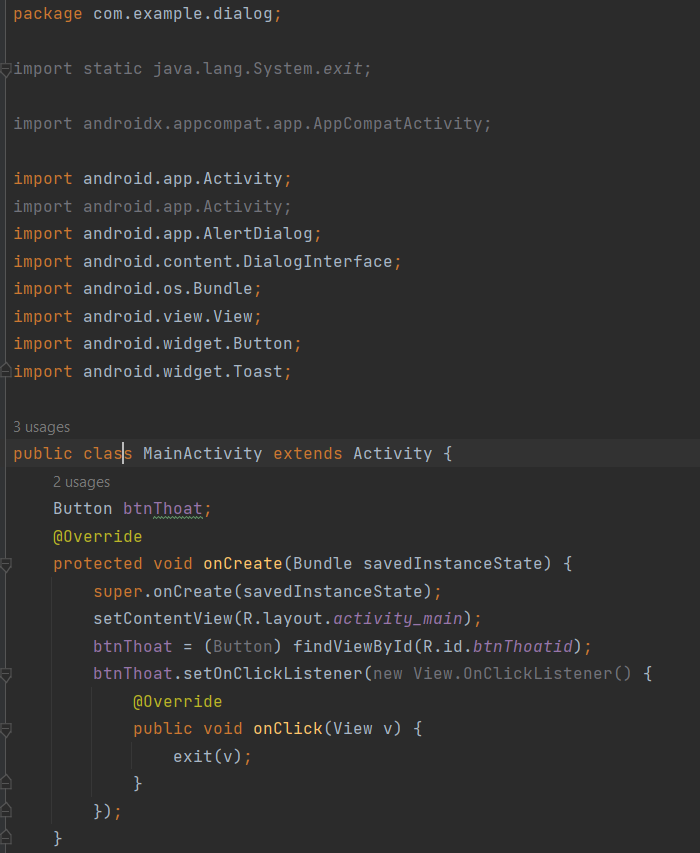 package com.example.dialog;
import static java.lang.System.exit;
import androidx.appcompat.app.AppCompatActivity;
import android.app.Activity;
import android.app.Activity;
import android.app.AlertDialog;
import android.content.DialogInterface;
import android.os.Bundle;
import android.view.View;
import android.widget.Button;
import android.widget.Toast;
3 usages
public class MainActivity extends Activity {
2 usages
Button btnThoat;
@Override
protected void onCreate(Bundle savedInstanceState) {
super.onCreate(savedInstanceState);
setContentView(R.layout.activity_main);
btnThoat = (Button) findViewById(R.id.btnThoatid);
btnThoat.setOnClickListener(new View.OnClickListener() {
@Override
public void onClick(View v) {
exit(v);
}
});
}